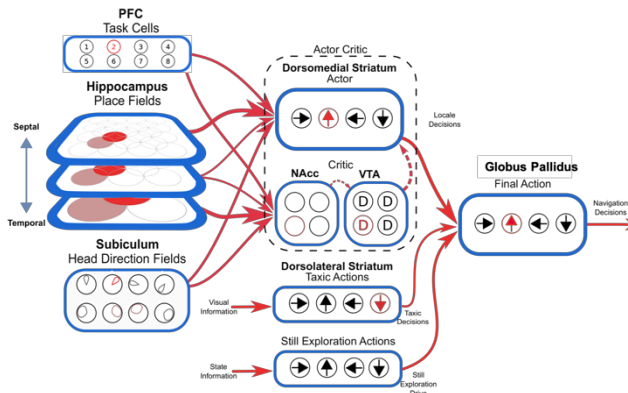 PFC
Task Cells
1 2 3 4
5 6 7 8
Hippocampus
Place Fields
Septal
Temporal
Subiculum
Head Direction Fields
Actor Critic
Dorsomedial Striatum
Actor
Locale
Decisions
Critic
NAcc
VTA
D D
D D
Globus Pallidus
Final Action
Navigation
Decisions
Dorsolateral Striatum
Taxic Actions
Visual
Information
Taxic
Decisions
Still Exploration Actions
State
Information
Still
Exploration
Drive